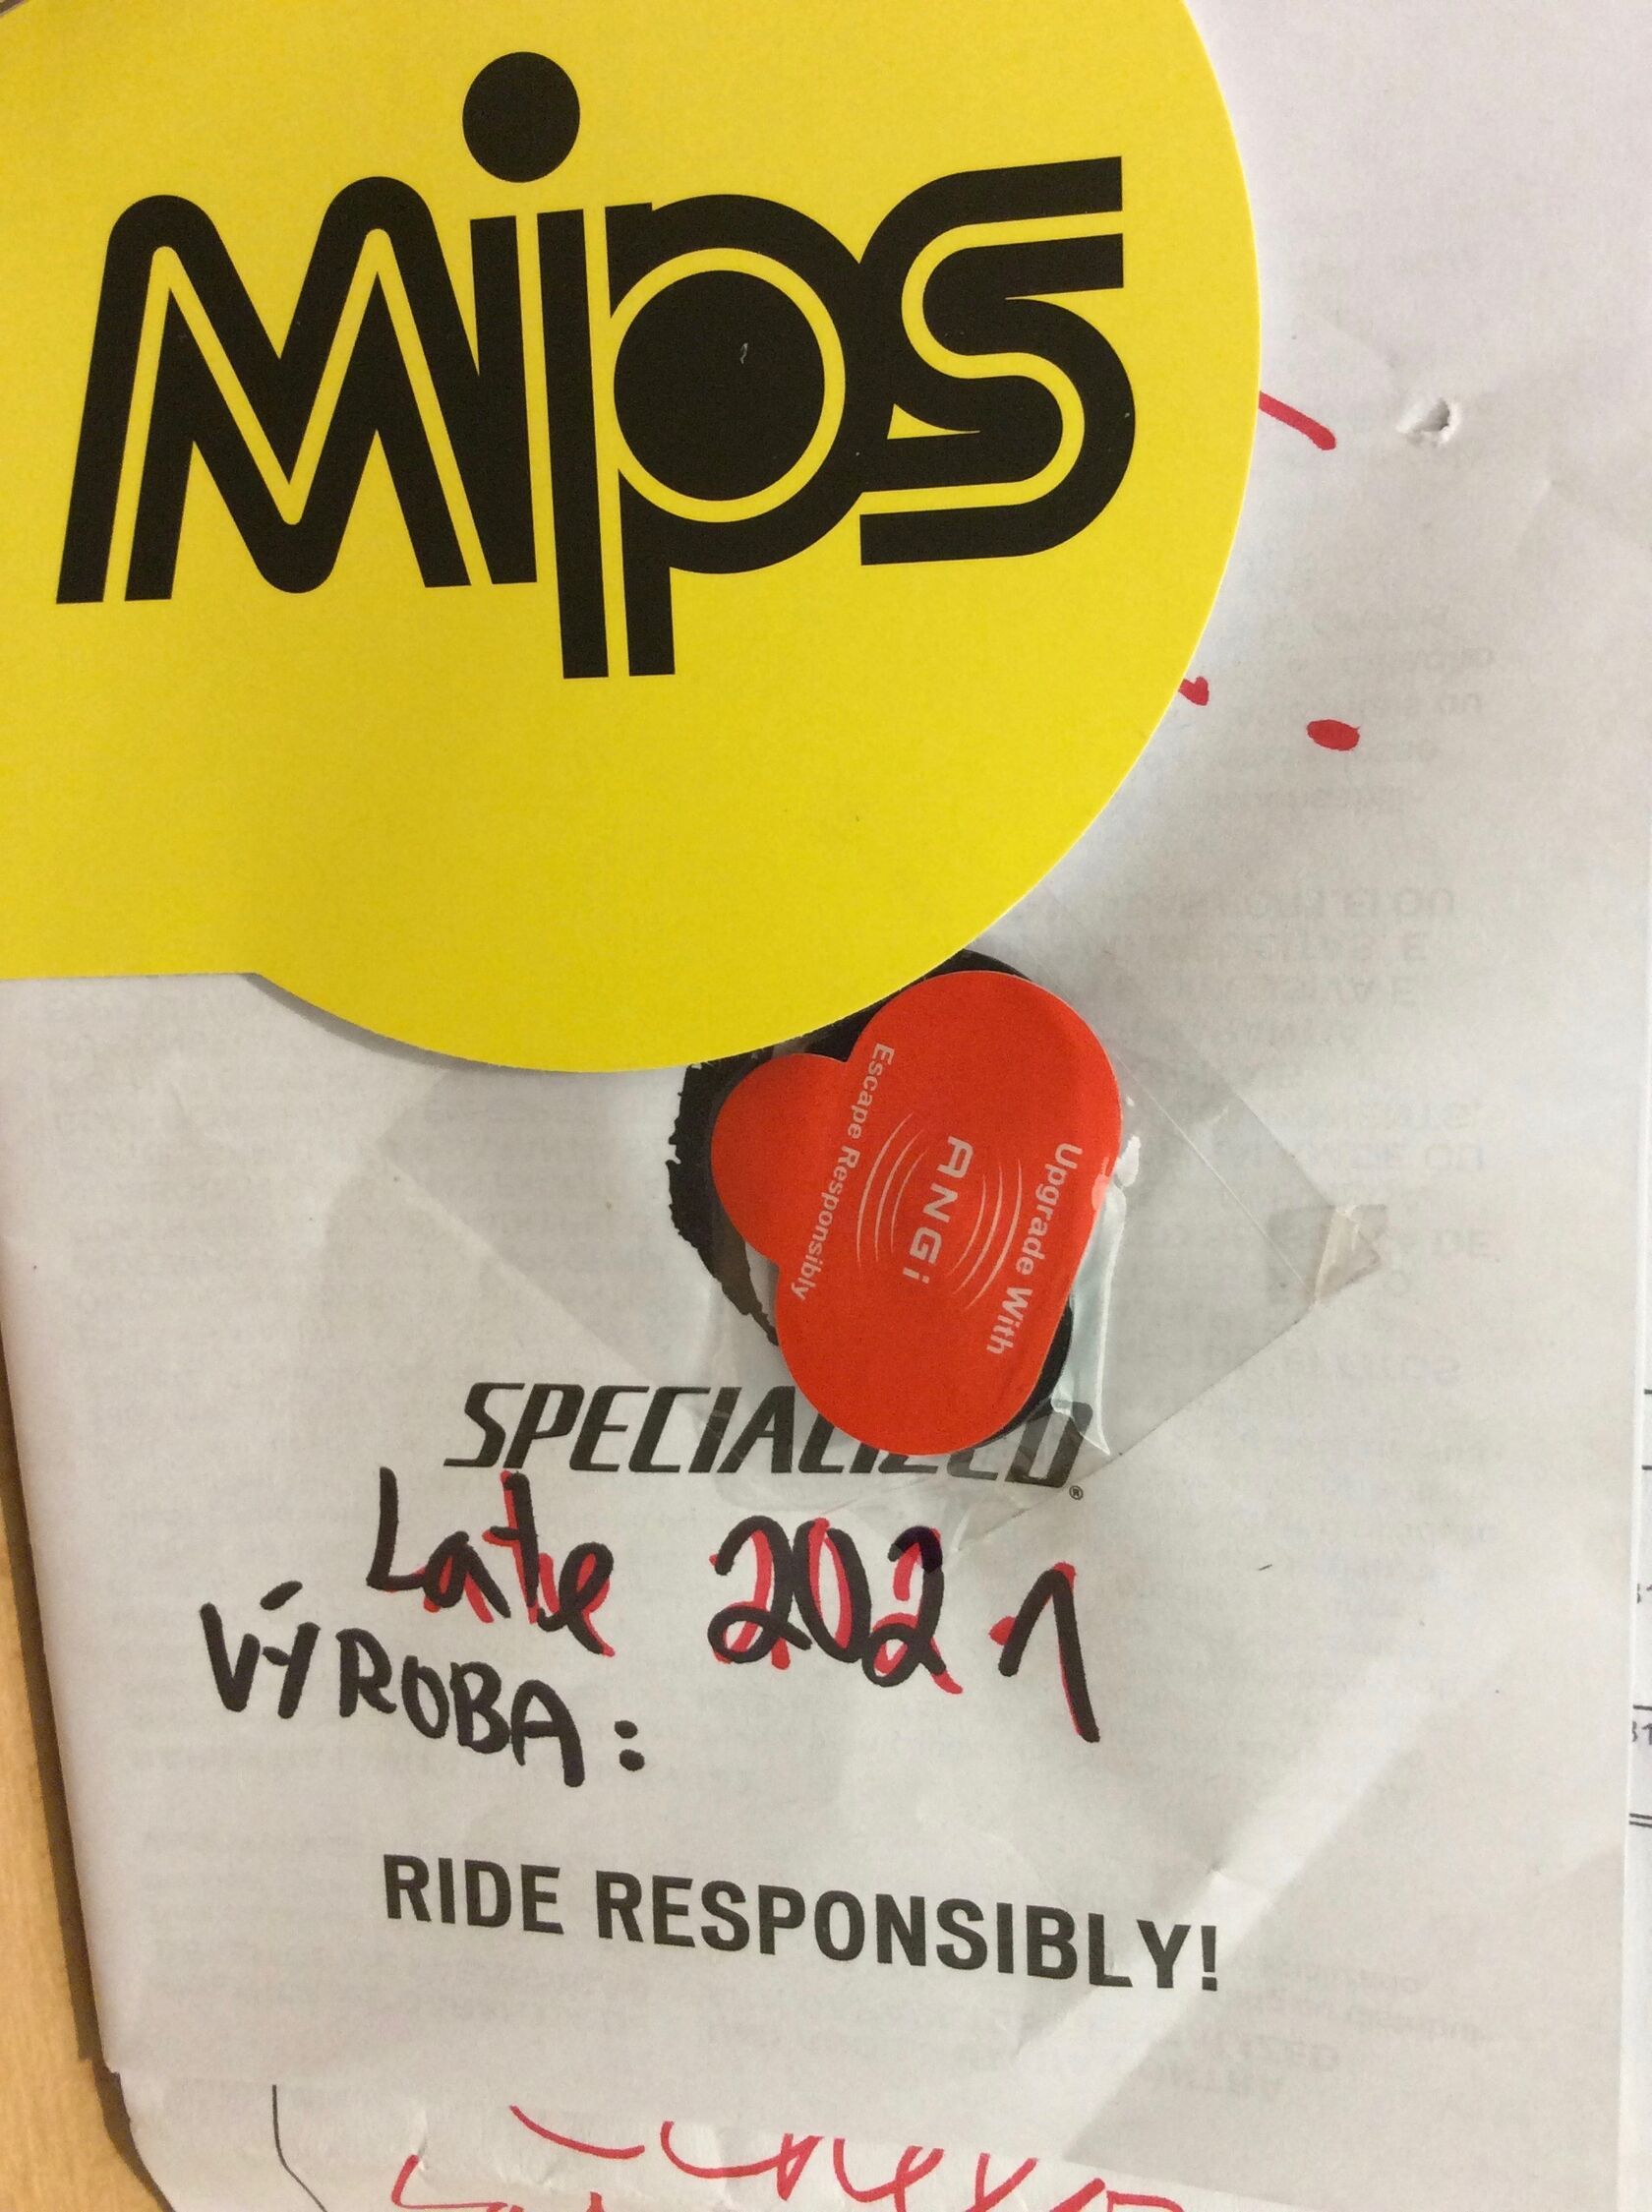 Mips
Upgrade With
ANGi
Escape Responsibly
SPECIALIZED®
Late 2021
VÝROBA:
RIDE RESPONSIBLY!